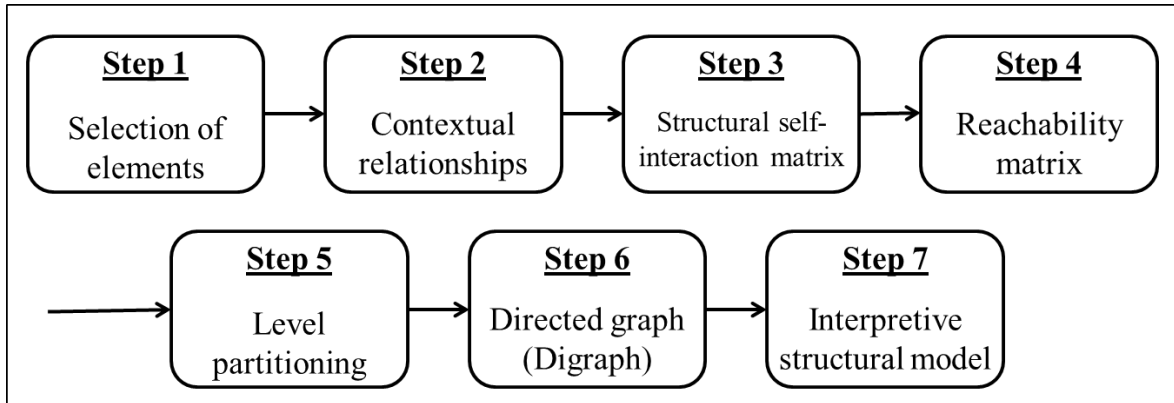 Step 1
Selection of
elements
Step 2
Contextual
relationships
Step 3
Structural self-
interaction matrix
Step 4
Reachability
matrix
Step 5
Level
partitioning
Step 6
Directed graph
(Digraph)
Step 7
Interpretive
structural model